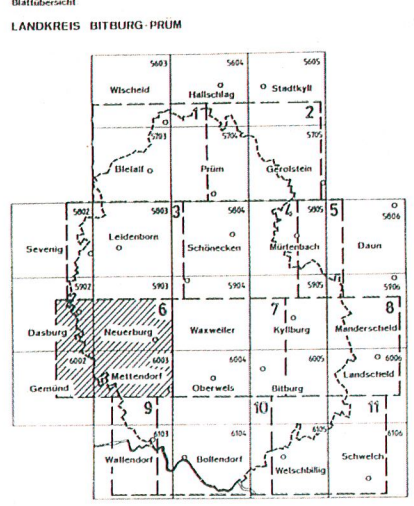 Blattübersicht
LANDKREIS BITBURG-PRÜM
5603 5604 5605
Wlscheid Hallschlag Stadtkyll
1 2
5703 5704 5705
Bleialf Prüm Gerolstein
5802 5803 3 5804 4 5805 5 5806
Sevenig Leidenborn Schönecken Mürlenbach Daun
5902 5903 5904 5905 5906
6 7 8
Dasburg Neuerburg Waxweiler Kyllburg Manderscheid
6002 6003 6004 6005 6006
Gemünd Mettendorf Oberweis Bitburg Landscheid
9 10 11
6103 6104 6105 6106
Wallendorf Bollendorf Welschbillig Schweich